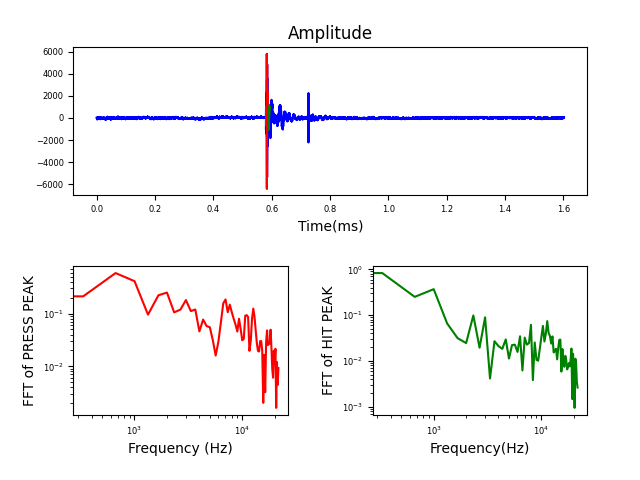 Amplitude
6000
4000
2000
0
−2000
−4000
−6000
0.0 0.2 0.4 0.6 0.8 1.0 1.2 1.4 1.6
Time(ms)
FFT of PRESS PEAK
10⁻¹
10⁻²
10³ 10⁴
Frequency (Hz)
FFT of HIT PEAK
10⁰
10⁻¹
10⁻²
10⁻³
10³ 10⁴
Frequency(Hz)